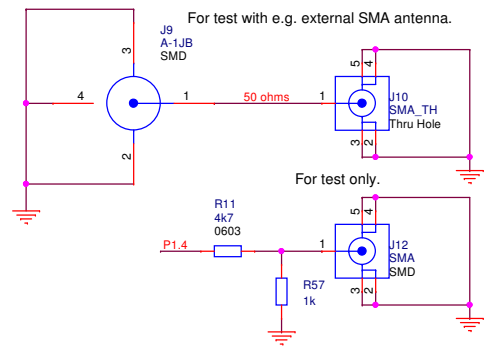 For test with e.g. external SMA antenna.
J9
A-1JB
SMD
3
4
1
2
50 ohms
1
5
4
J10
SMA_TH
Thru Hole
3
2
For test only.
R11
4k7
0603
P1.4
1
5
4
J12
SMA
SMD
3
2
R57
1k